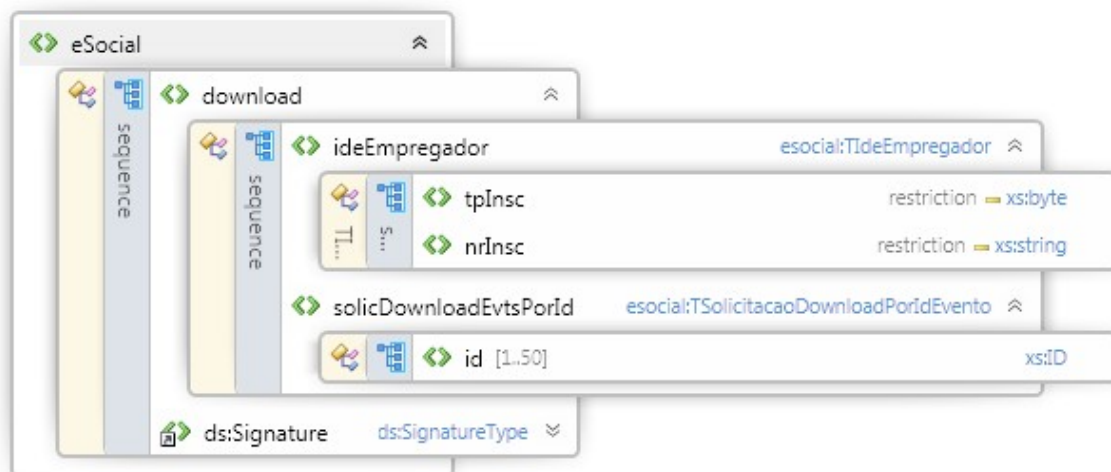 eSocial
download
sequence
ideEmpregador esocial:TIdeEmpregador
sequence
tpInsc restriction xs:byte
TI...
s...
nrInsc restriction xs:string
solicDownloadEvtsPorId esocial:TSolicitacaoDownloadPorIdEvento
id [1..50] xs:ID
ds:Signature ds:SignatureType